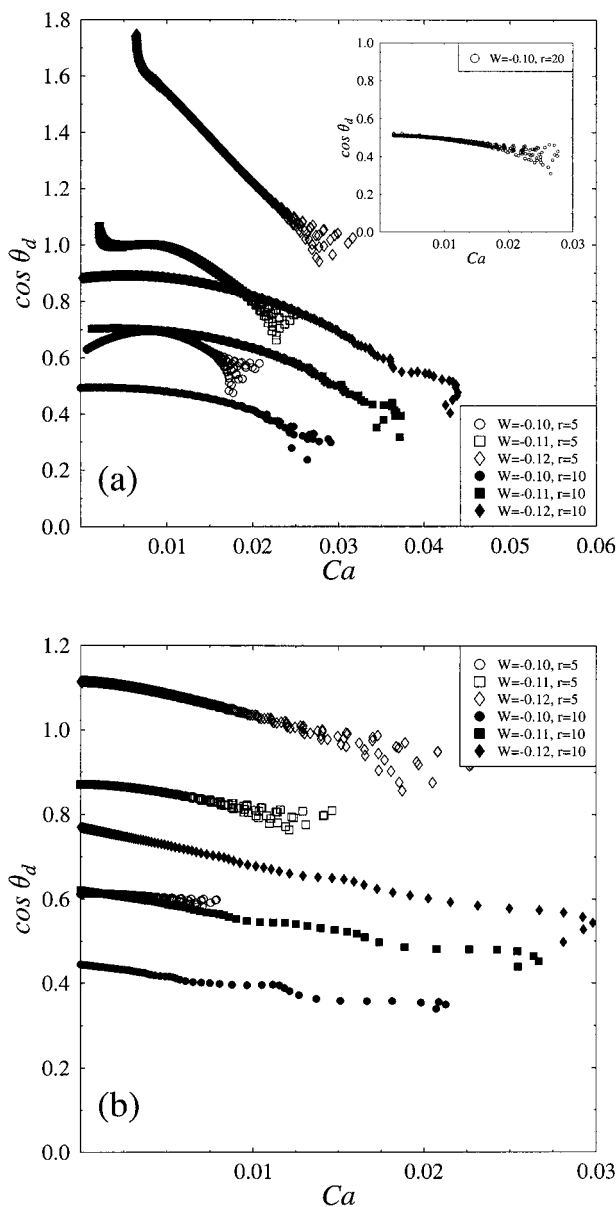 1.8
1.6
1.4
1.2
1.0
0.8
0.6
0.4
0.2
0.0
cos θd
0.01 0.02 0.03 0.04 0.05 0.06
Ca
(a)
1.0
0.8
0.6
0.4
0.2
0.0
cos θd
0.01 0.02 0.03
Ca
W=-0.10, r=20
W=-0.10, r=5
W=-0.11, r=5
W=-0.12, r=5
W=-0.10, r=10
W=-0.11, r=10
W=-0.12, r=10
1.2
1.0
0.8
0.6
0.4
0.2
0.0
cos θd
0.01 0.02 0.03
Ca
(b)
W=-0.10, r=5
W=-0.11, r=5
W=-0.12, r=5
W=-0.10, r=10
W=-0.11, r=10
W=-0.12, r=10